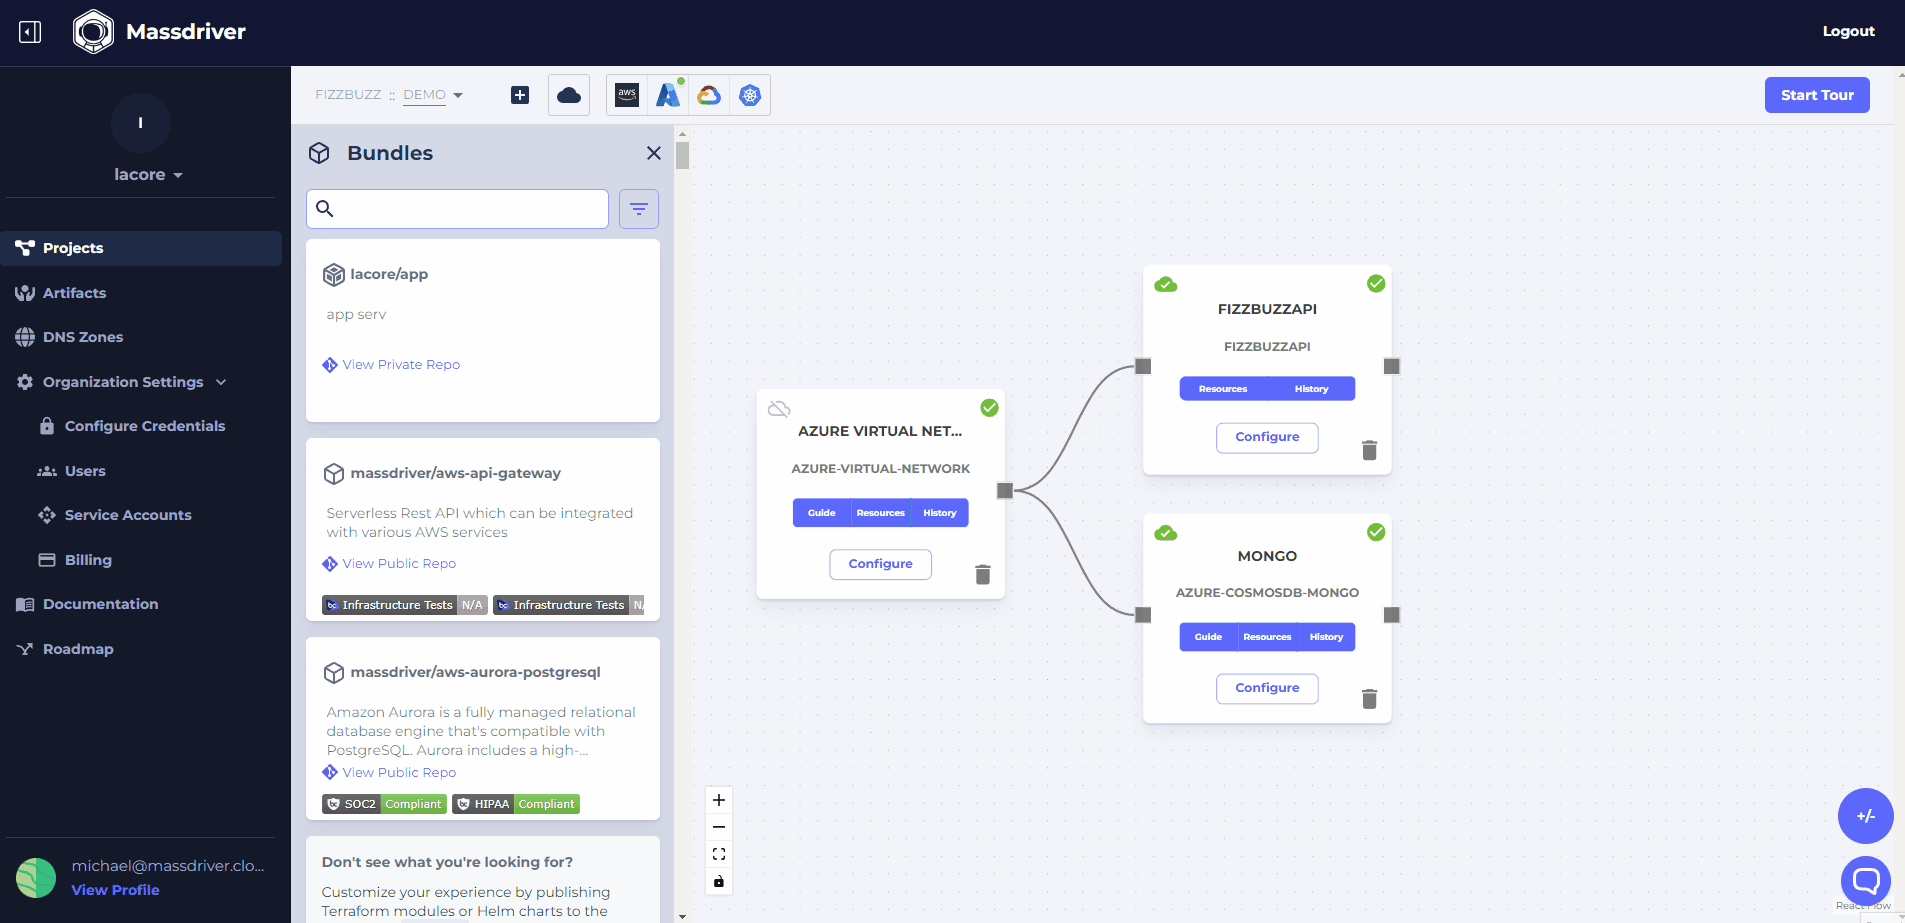 Massdriver
Logout
FIZZBUZZ :: DEMO
aws
Start Tour
I
lacore
Projects
Artifacts
DNS Zones
Organization Settings
Configure Credentials
Users
Service Accounts
Billing
Documentation
Roadmap
michael@massdriver.clo...
View Profile
Bundles
lacore/app
app serv
View Private Repo
massdriver/aws-api-gateway
Serverless Rest API which can be integrated
with various AWS services
View Public Repo
bc Infrastructure Tests N/A bc Infrastructure Tests N/
massdriver/aws-aurora-postgresql
Amazon Aurora is a fully managed relational
database engine that's compatible with
PostgreSQL. Aurora includes a high-...
View Public Repo
bc SOC2 Compliant bc HIPAA Compliant
Don't see what you're looking for?
Customize your experience by publishing
Terraform modules or Helm charts to the
AZURE VIRTUAL NET...
AZURE-VIRTUAL-NETWORK
Guide Resources History
Configure
FIZZBUZZAPI
FIZZBUZZAPI
Resources History
Configure
MONGO
AZURE-COSMOSDB-MONGO
Guide Resources History
Configure
+/-
React Flow